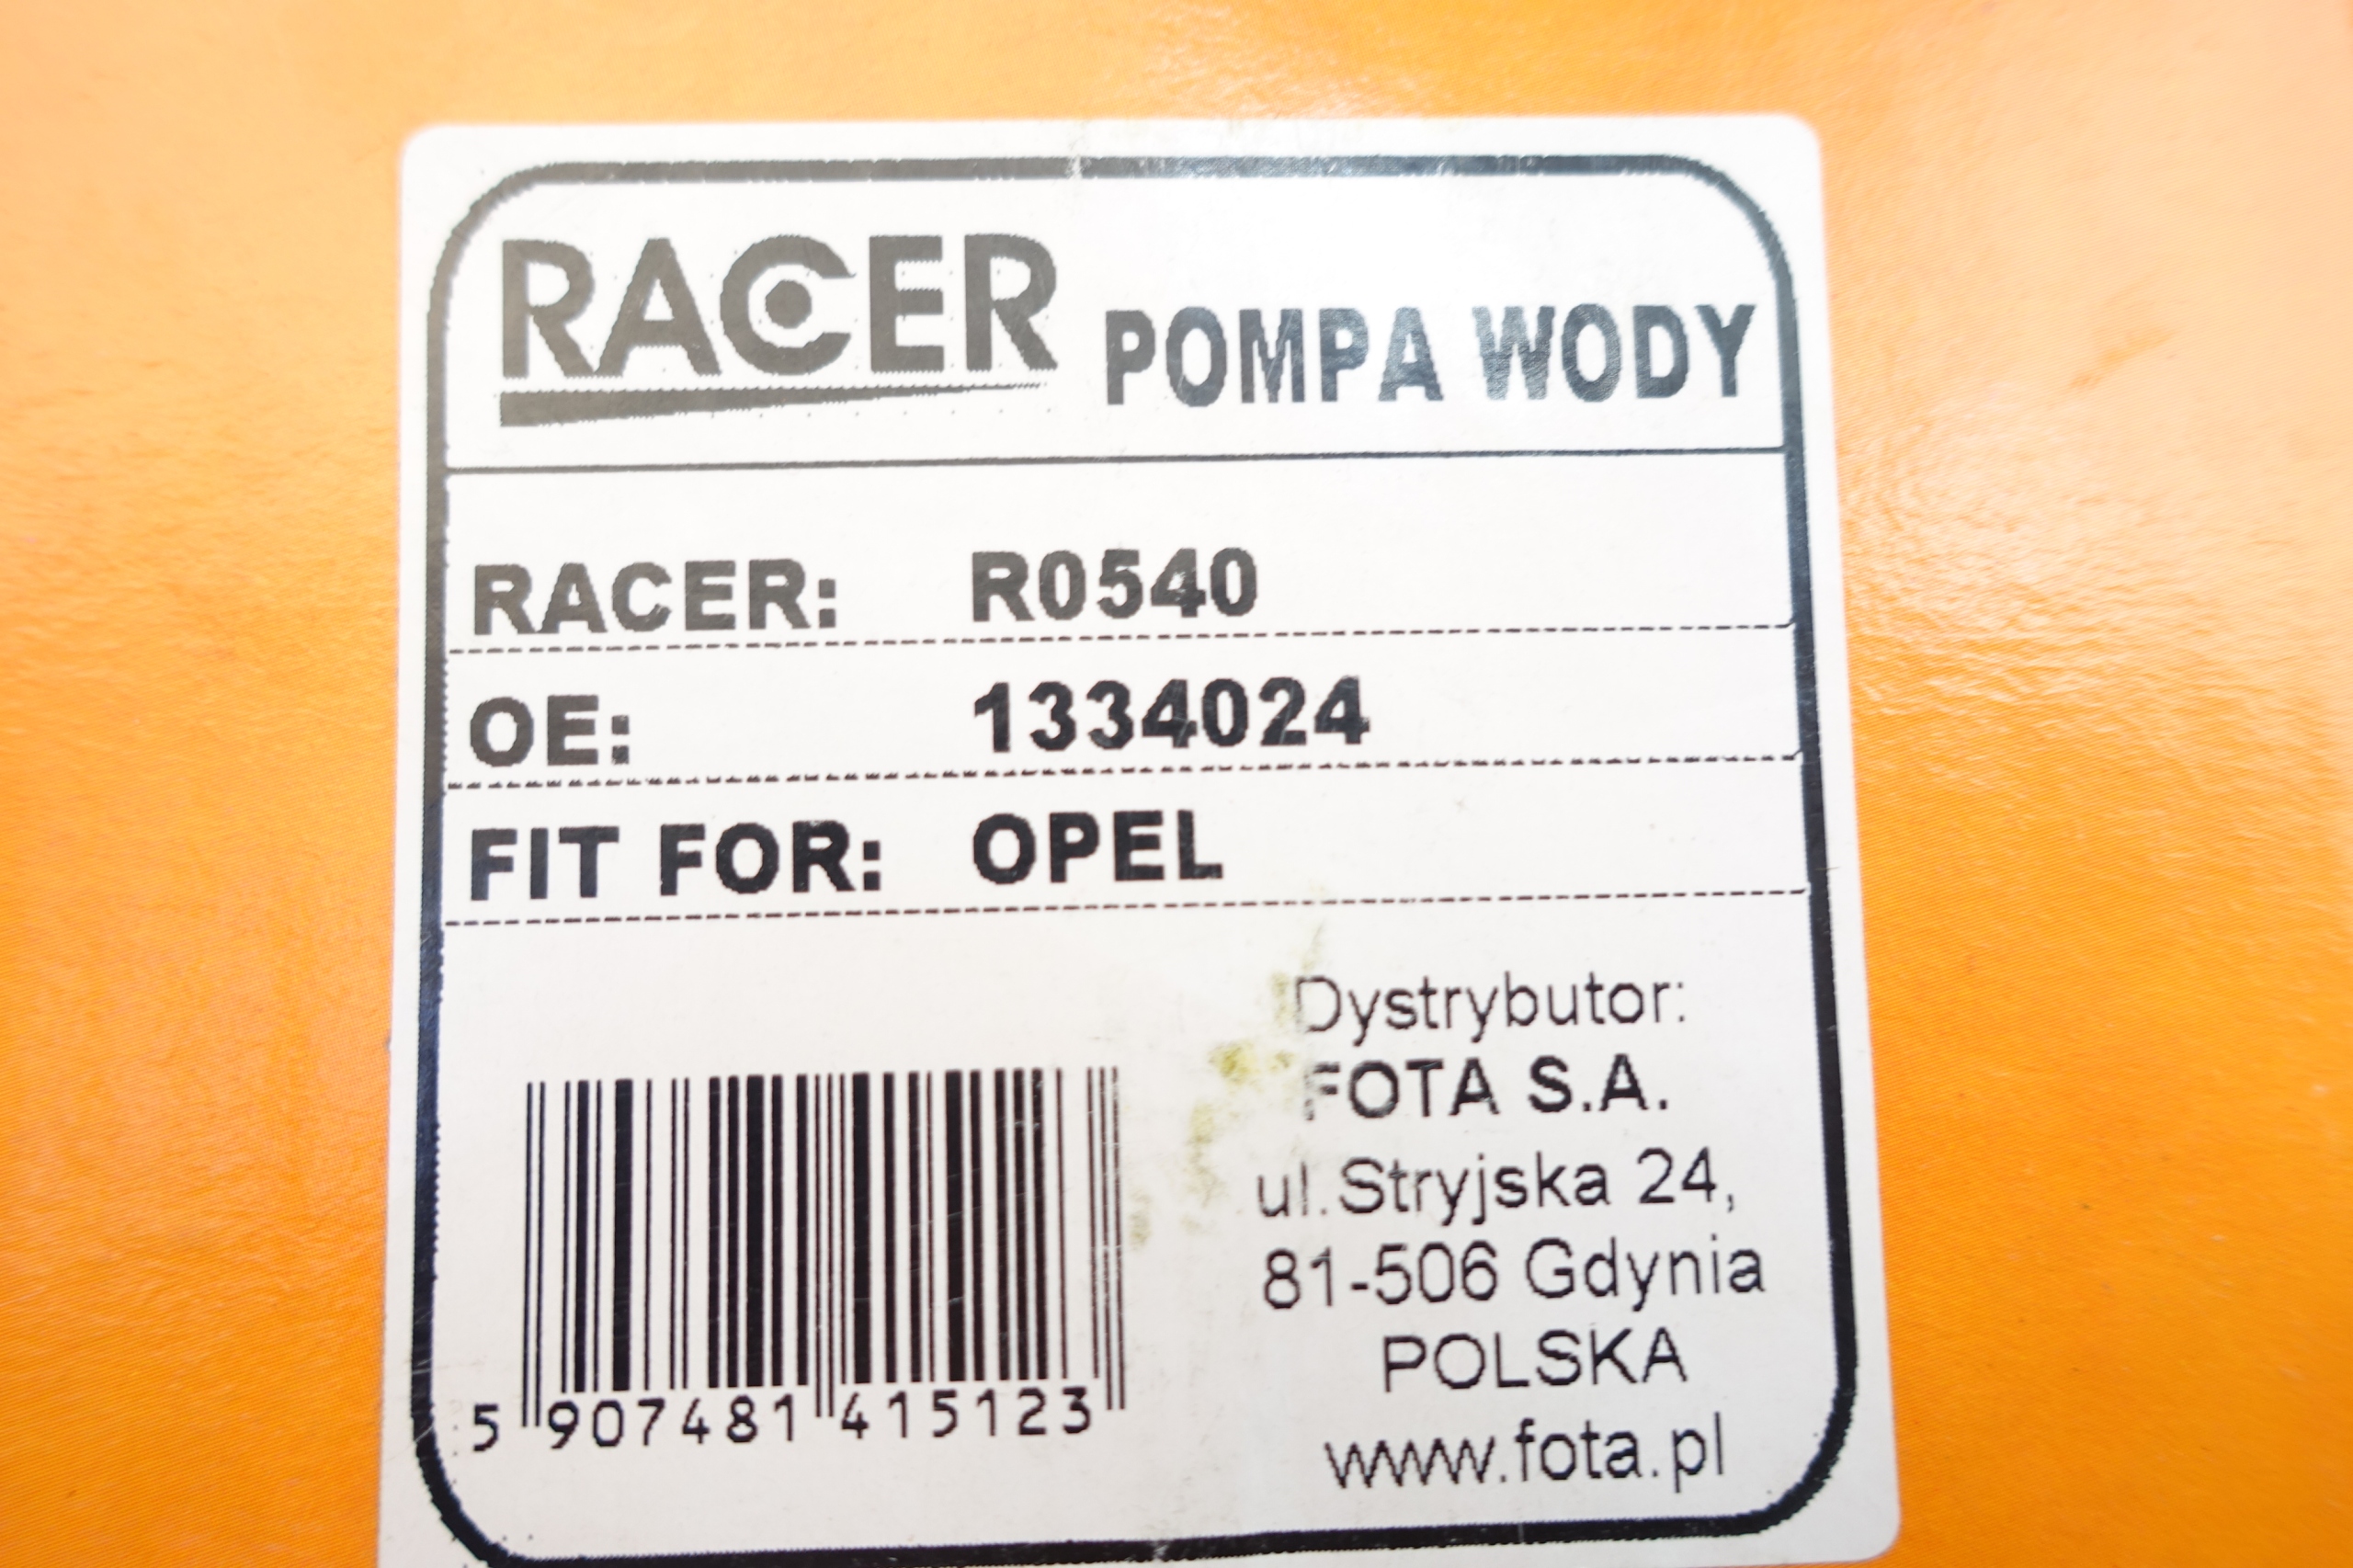 RACER POMPA WODY
RACER: R0540
OE: 1334024
FIT FOR: OPEL
Dystrybutor:
FOTA S.A.
ul.Stryjska 24,
81-506 Gdynia
POLSKA
www.fota.pl
5 907481 415123